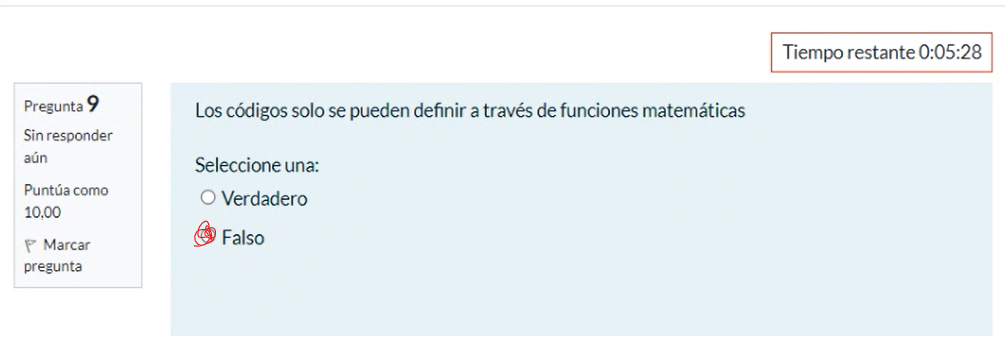 Tiempo restante 0:05:28
Pregunta 9
Sin responder
aún
Puntúa como
10,00
Marcar
pregunta
Los códigos solo se pueden definir a través de funciones matemáticas
Seleccione una:
Verdadero
Falso